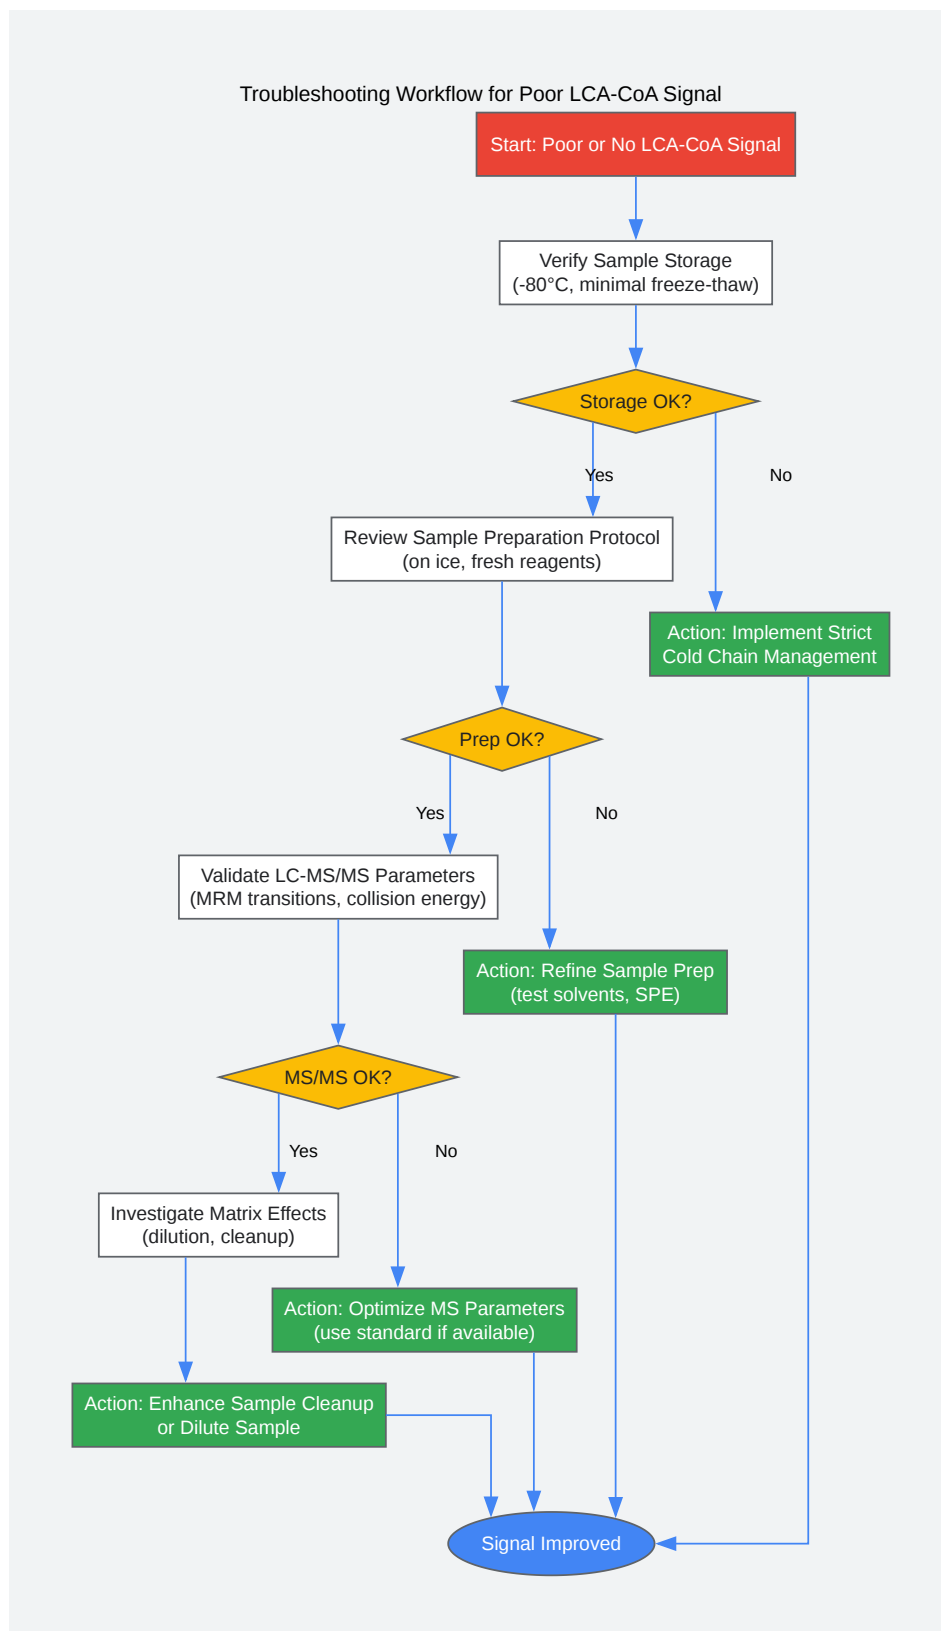 Troubleshooting Workflow for Poor LCA-CoA Signal
Start: Poor or No LCA-CoA Signal
Verify Sample Storage
(-80°C, minimal freeze-thaw)
Storage OK?
Yes
No
Review Sample Preparation Protocol
(on ice, fresh reagents)
Action: Implement Strict
Cold Chain Management
Prep OK?
Yes
No
Validate LC-MS/MS Parameters
(MRM transitions, collision energy)
Action: Refine Sample Prep
(test solvents, SPE)
MS/MS OK?
Yes
No
Investigate Matrix Effects
(dilution, cleanup)
Action: Optimize MS Parameters
(use standard if available)
Action: Enhance Sample Cleanup
or Dilute Sample
Signal Improved